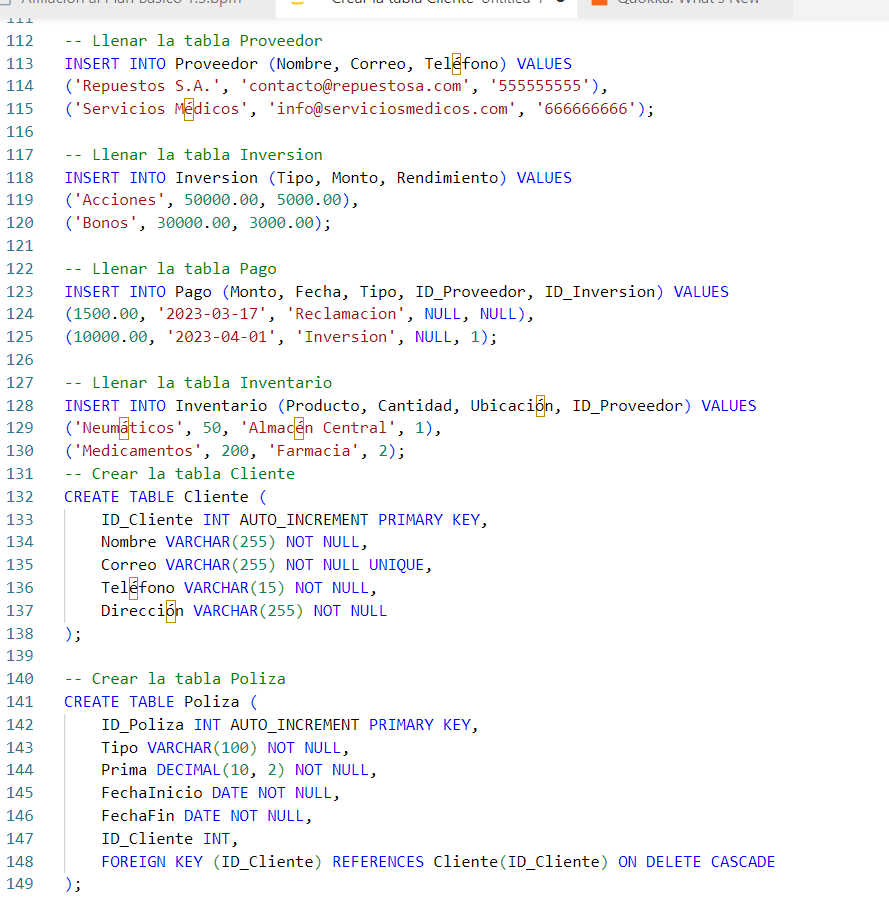 Crear la tabla Cliente Untitled-1
Quokka: What's New
111
112 -- Llenar la tabla Proveedor
113 INSERT INTO Proveedor (Nombre, Correo, Teléfono) VALUES
114 ('Repuestos S.A.', 'contacto@repuestosa.com', '555555555'),
115 ('Servicios Médicos', 'info@serviciosmedicos.com', '666666666');
116
117 -- Llenar la tabla Inversion
118 INSERT INTO Inversion (Tipo, Monto, Rendimiento) VALUES
119 ('Acciones', 50000.00, 5000.00),
120 ('Bonos', 30000.00, 3000.00);
121
122 -- Llenar la tabla Pago
123 INSERT INTO Pago (Monto, Fecha, Tipo, ID_Proveedor, ID_Inversion) VALUES
124 (1500.00, '2023-03-17', 'Reclamacion', NULL, NULL),
125 (10000.00, '2023-04-01', 'Inversion', NULL, 1);
126
127 -- Llenar la tabla Inventario
128 INSERT INTO Inventario (Producto, Cantidad, Ubicación, ID_Proveedor) VALUES
129 ('Neumáticos', 50, 'Almacén Central', 1),
130 ('Medicamentos', 200, 'Farmacia', 2);
131 -- Crear la tabla Cliente
132 CREATE TABLE Cliente (
133     ID_Cliente INT AUTO_INCREMENT PRIMARY KEY,
134     Nombre VARCHAR(255) NOT NULL,
135     Correo VARCHAR(255) NOT NULL UNIQUE,
136     Teléfono VARCHAR(15) NOT NULL,
137     Dirección VARCHAR(255) NOT NULL
138 );
139
140 -- Crear la tabla Poliza
141 CREATE TABLE Poliza (
142     ID_Poliza INT AUTO_INCREMENT PRIMARY KEY,
143     Tipo VARCHAR(100) NOT NULL,
144     Prima DECIMAL(10, 2) NOT NULL,
145     FechaInicio DATE NOT NULL,
146     FechaFin DATE NOT NULL,
147     ID_Cliente INT,
148     FOREIGN KEY (ID_Cliente) REFERENCES Cliente(ID_Cliente) ON DELETE CASCADE
149 );